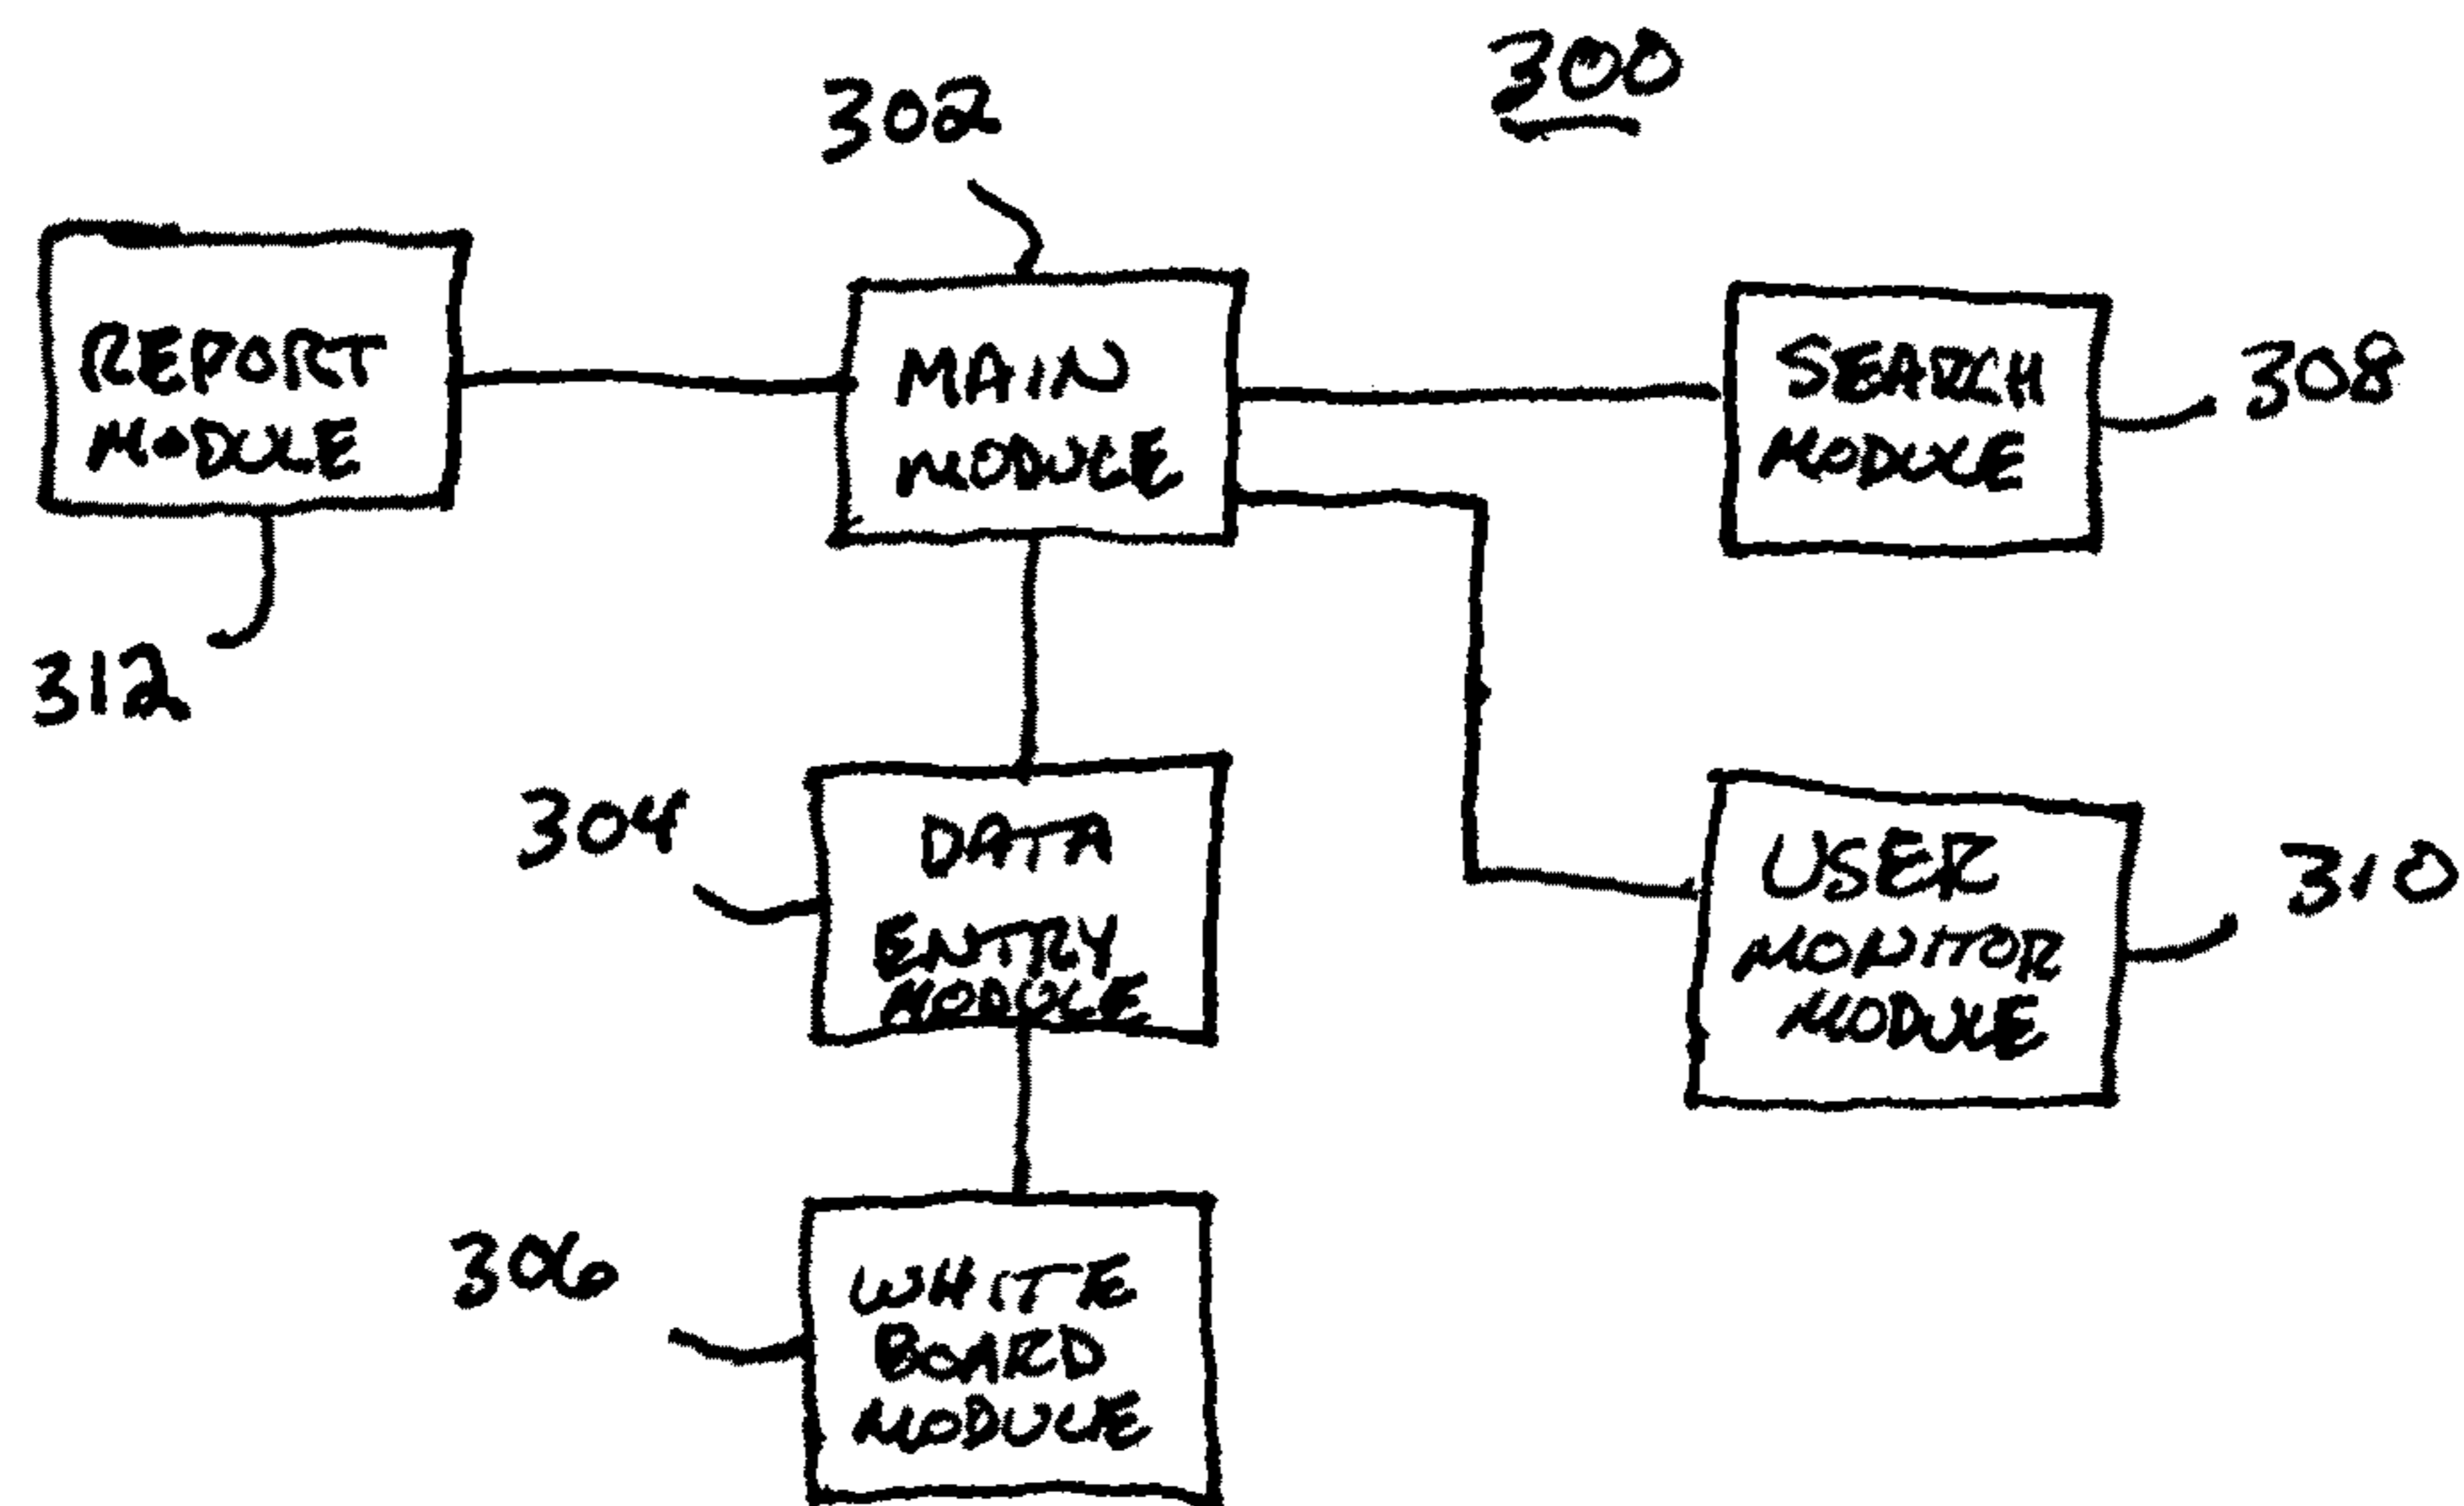 300
302
REPORT
MODULE
MAIN
MODULE
SEARCH
MODULE
308
312
304
DATA
ENTRY
MODULE
USER
MONITOR
MODULE
310
306
WHITE
BOARD
MODULE